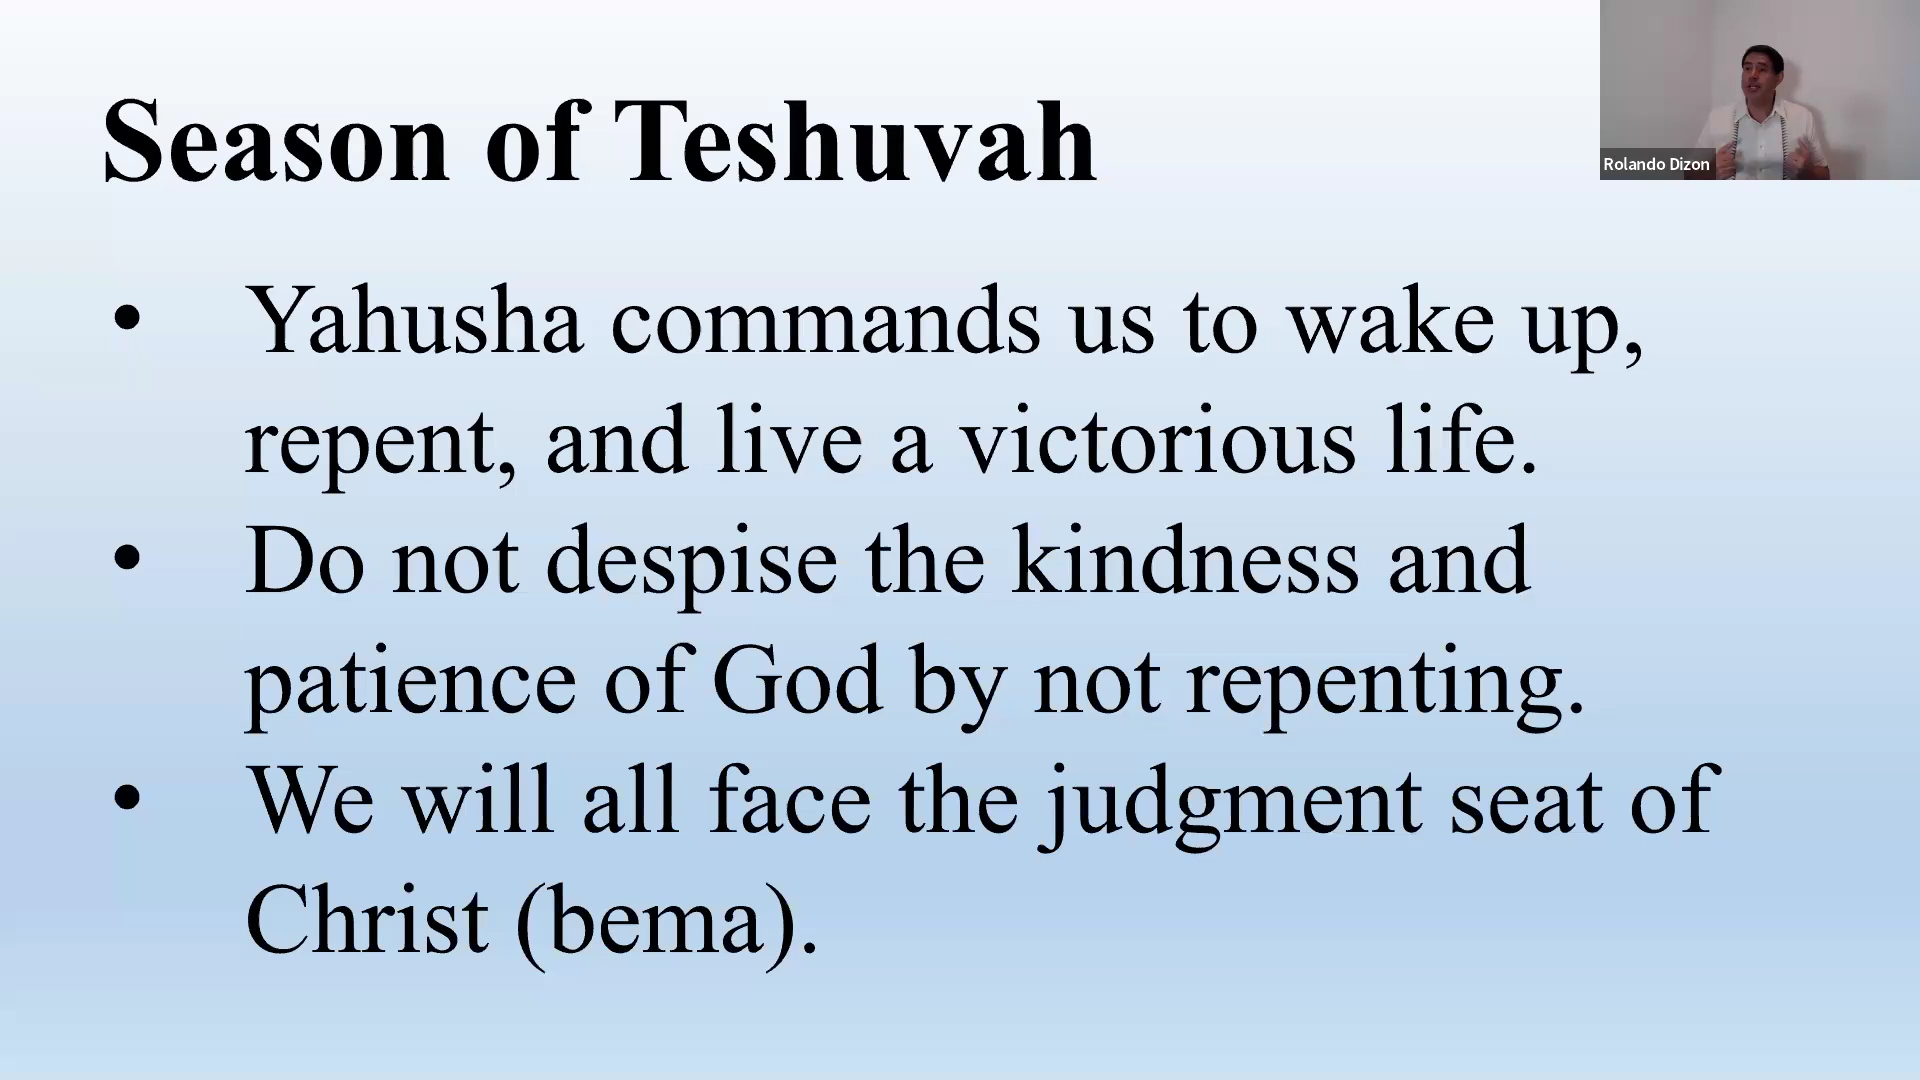 Season of Teshuvah
Rolando Dizon
• Yahusha commands us to wake up,
repent, and live a victorious life.
• Do not despise the kindness and
patience of God by not repenting.
• We will all face the judgment seat of
Christ (bema).